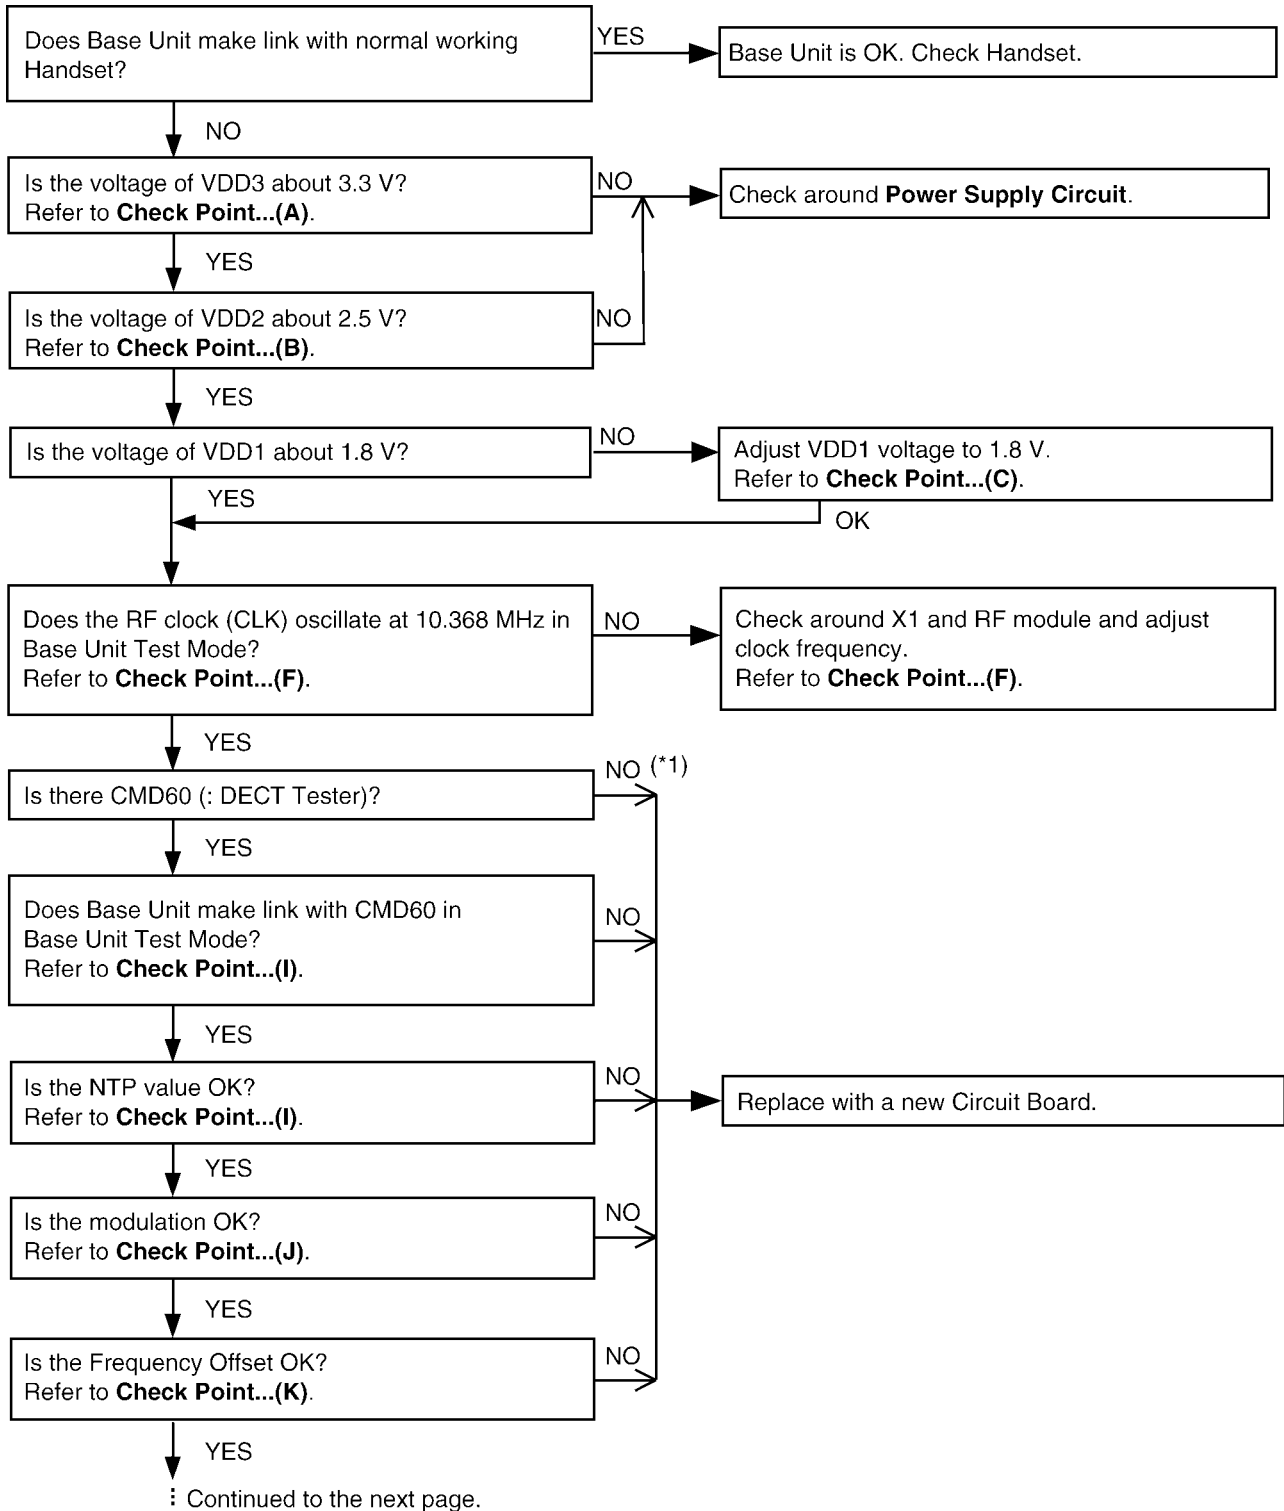 Does Base Unit make link with normal working
Handset?
YES
Base Unit is OK. Check Handset.
NO
Is the voltage of VDD3 about 3.3 V?
Refer to Check Point...(A).
NO
Check around Power Supply Circuit.
YES
Is the voltage of VDD2 about 2.5 V?
Refer to Check Point...(B).
NO
YES
Is the voltage of VDD1 about 1.8 V?
NO
Adjust VDD1 voltage to 1.8 V.
Refer to Check Point...(C).
YES
OK
Does the RF clock (CLK) oscillate at 10.368 MHz in
Base Unit Test Mode?
Refer to Check Point...(F).
NO
Check around X1 and RF module and adjust
clock frequency.
Refer to Check Point...(F).
YES
Is there CMD60 (: DECT Tester)?
NO (*1)
YES
Does Base Unit make link with CMD60 in
Base Unit Test Mode?
Refer to Check Point...(I).
NO
YES
Is the NTP value OK?
Refer to Check Point...(I).
NO
Replace with a new Circuit Board.
YES
Is the modulation OK?
Refer to Check Point...(J).
NO
YES
Is the Frequency Offset OK?
Refer to Check Point...(K).
NO
YES
Continued to the next page.